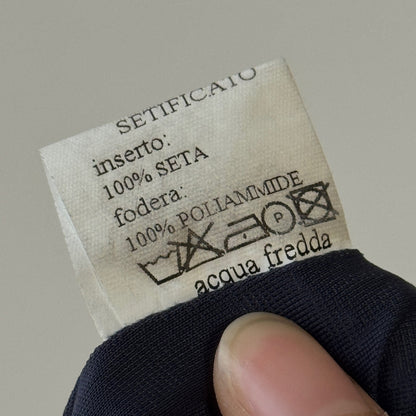 SETIFICATO
inserto:
100% SETA
fodera:
100% POLIAMMIDE
P
acqua fredda